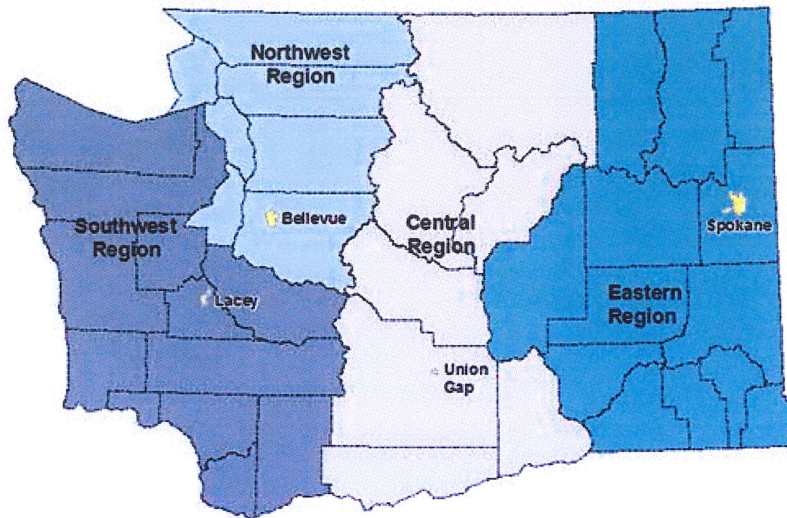 Northwest
Region
Southwest
Region
Bellevue
Central
Region
Spokane
Lacey
Eastern
Region
Union
Gap